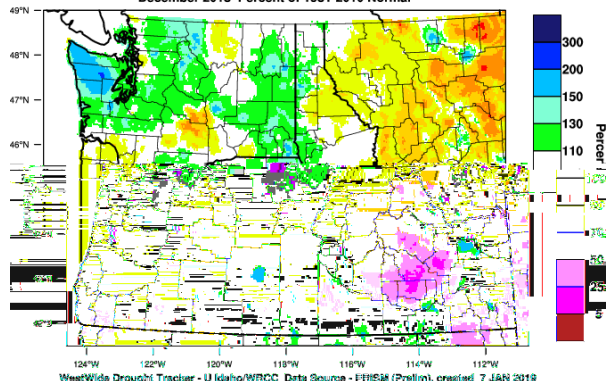 December 2018 Percent of 1981-2010 Normal
49°N
48°N
47°N
46°N
300
200
150
130
110
Percer
50
25
5
124°W 122°W 120°W 118°W 116°W 114°W 112°W
WestWide Drought Tracker - U Idaho/WRCC Data Source - PRISM (Prelim), created 7 JAN 2019